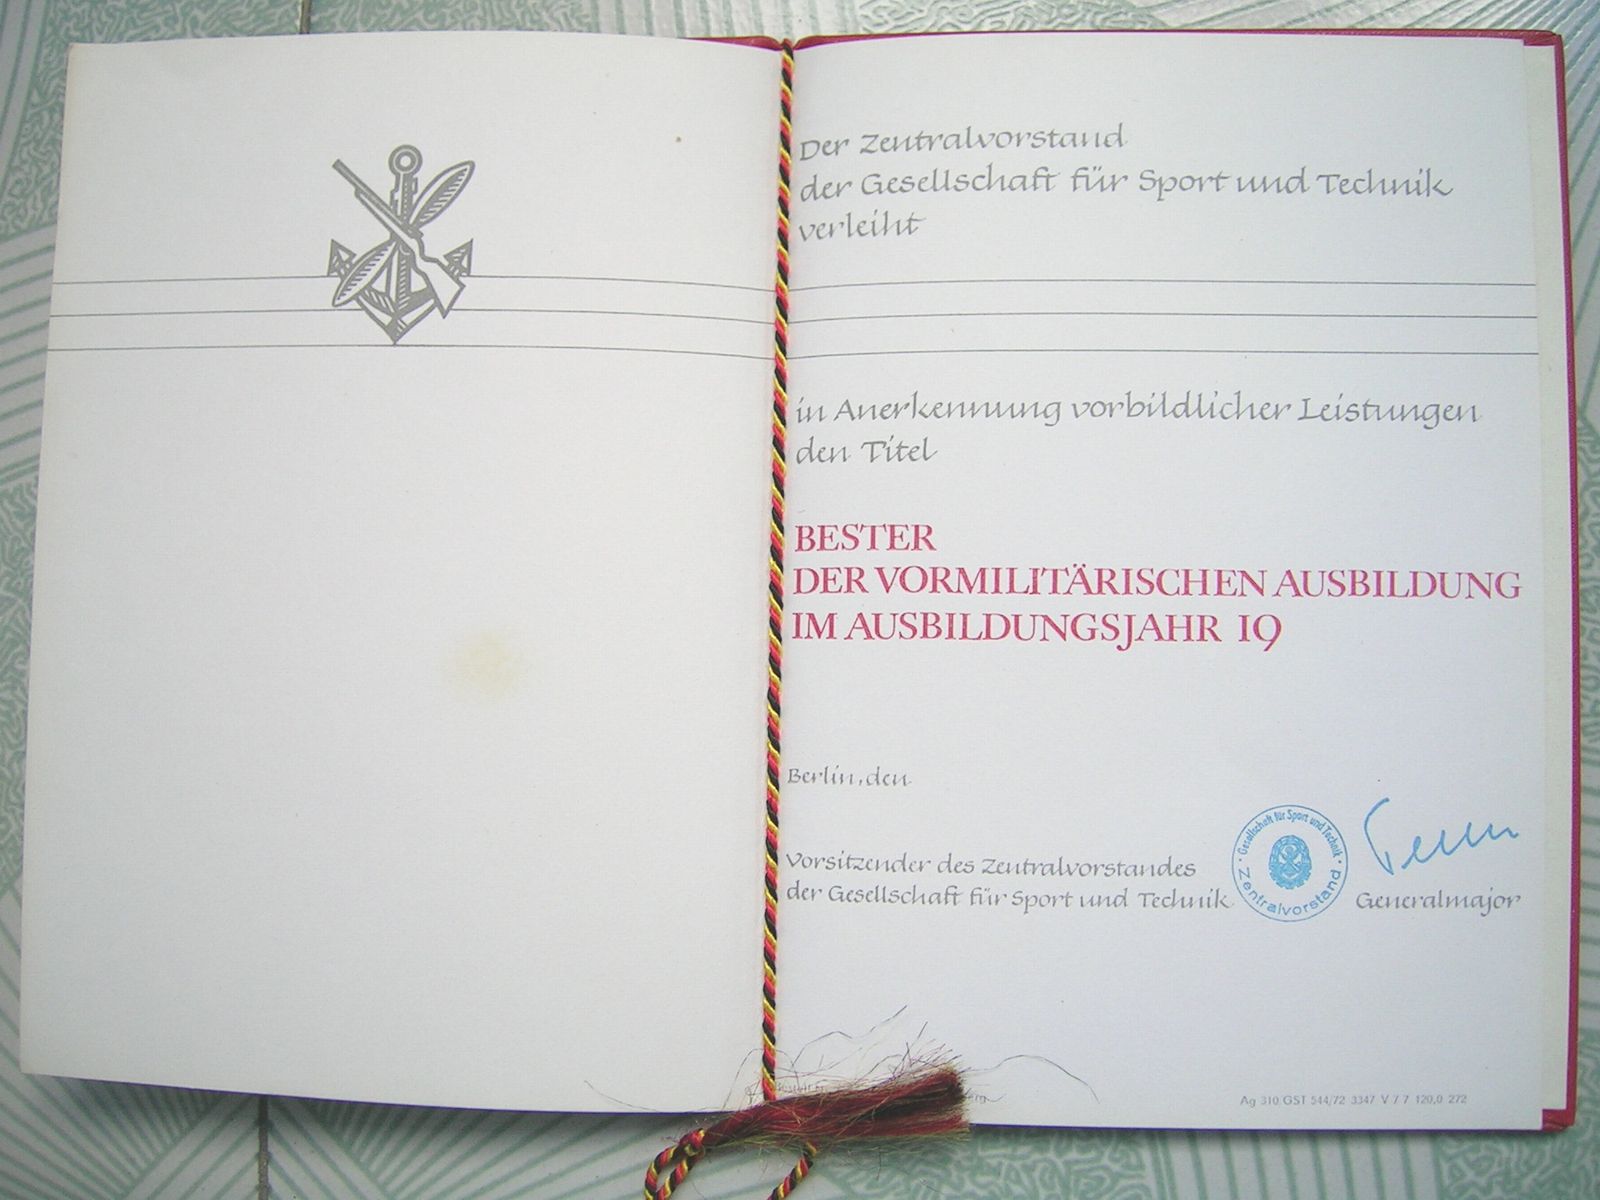 Der Zentralvorstand
der Gesellschaft für Sport und Technik
verleiht
in Anerkennung vorbildlicher Leistungen
den Titel
BESTER
DER VORMILITÄRISCHEN AUSBILDUNG
IM AUSBILDUNGSJAHR 19
Berlin, den
Vorsitzender des Zentralvorstandes
der Gesellschaft für Sport und Technik
Gesellschaft für Sport und Technik
Zentralvorstand
Generalmajor
Ag 310.GST 544/72 3347 V 7 7 120,0 272